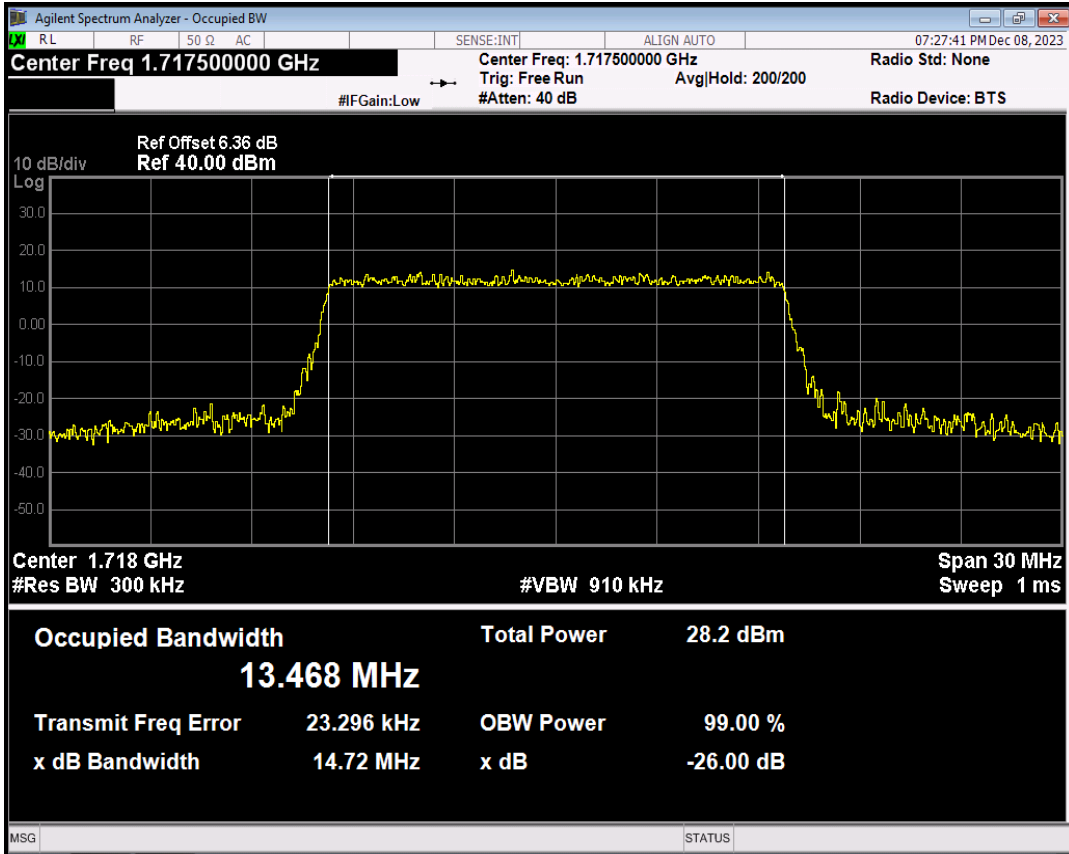 Agilent Spectrum Analyzer - Occupied BW
LXI RL RF 50 Ω AC SENSE:INT ALIGN AUTO 07:27:41 PM Dec 08, 2023
Center Freq 1.717500000 GHz Center Freq: 1.717500000 GHz Radio Std: None
Trig: Free Run Avg|Hold: 200/200
#IFGain:Low #Atten: 40 dB Radio Device: BTS
Ref Offset 6.36 dB
10 dB/div Ref 40.00 dBm
Log
30.0
20.0
10.0
0.00
-10.0
-20.0
-30.0
-40.0
-50.0
Center 1.718 GHz Span 30 MHz
#Res BW 300 kHz #VBW 910 kHz Sweep 1 ms
Occupied Bandwidth Total Power 28.2 dBm
13.468 MHz
Transmit Freq Error 23.296 kHz OBW Power 99.00 %
x dB Bandwidth 14.72 MHz x dB -26.00 dB
MSG STATUS